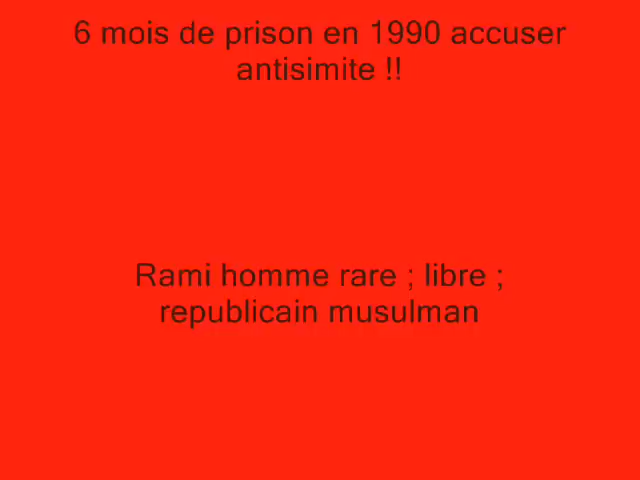 6 mois de prison en 1990 accuser
antisimite !!
Rami homme rare ; libre ;
republicain musulman